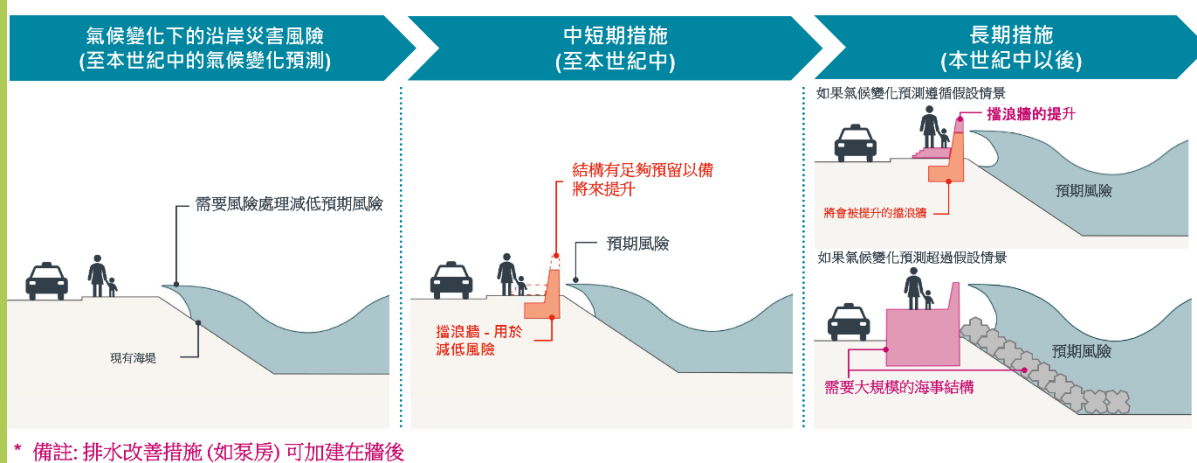 氣候變化下的沿岸災害風險
(至本世紀中的氣候變化預測)
中短期措施
(至本世紀中)
長期措施
(本世紀中以後)
需要風險處理減低預期風險
現有海堤
結構有足夠預留以備
將來提升
預期風險
擋浪牆 - 用於
減低風險
如果氣候變化預測遵循假設情景
擋浪牆的提升
預期風險
將會被提升的擋浪牆
如果氣候變化預測超過假設情景
預期風險
需要大規模的海事結構
* 備註: 排水改善措施 (如泵房) 可加建在牆後